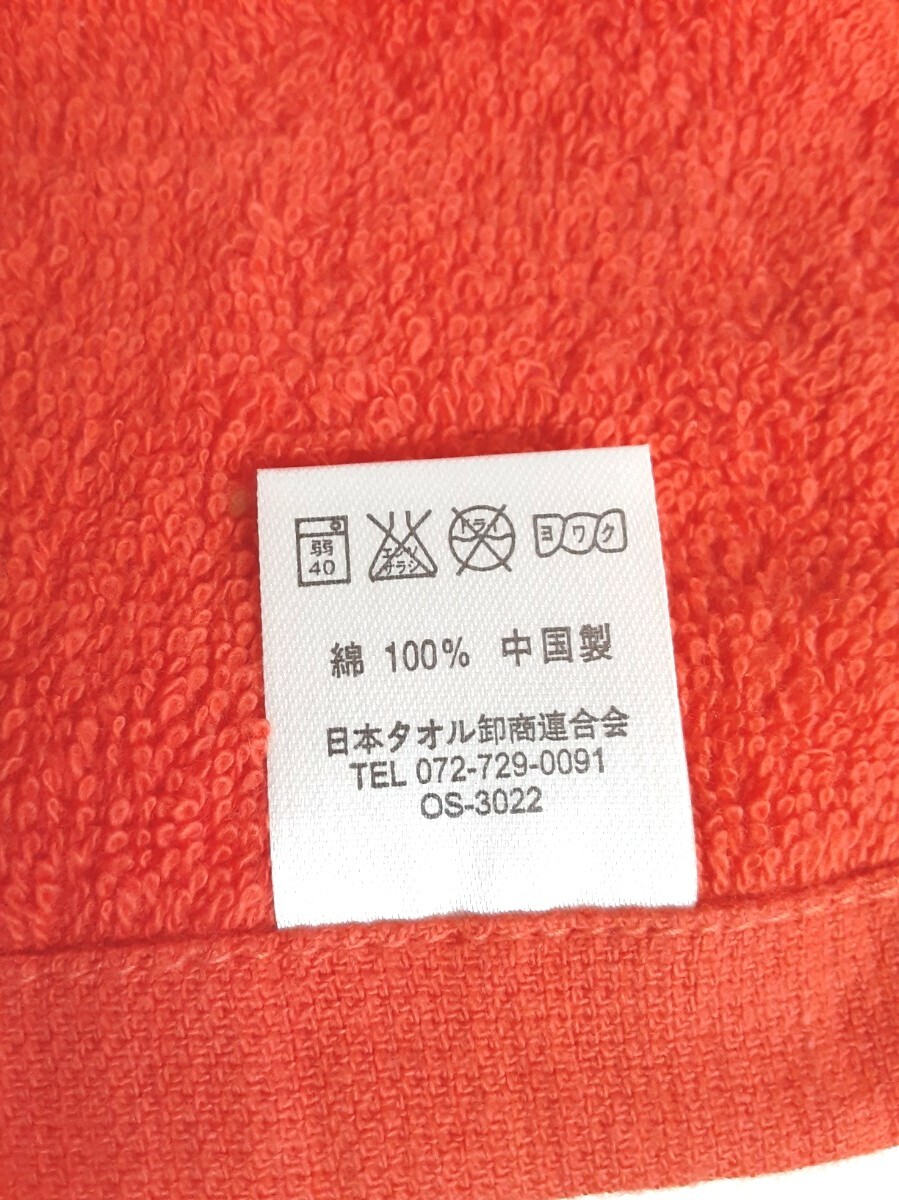 弱 エンソ ドライ ヨワク
40 サラシ
綿 100% 中国製
日本タオル卸商連合会
TEL 072-729-0091
OS-3022